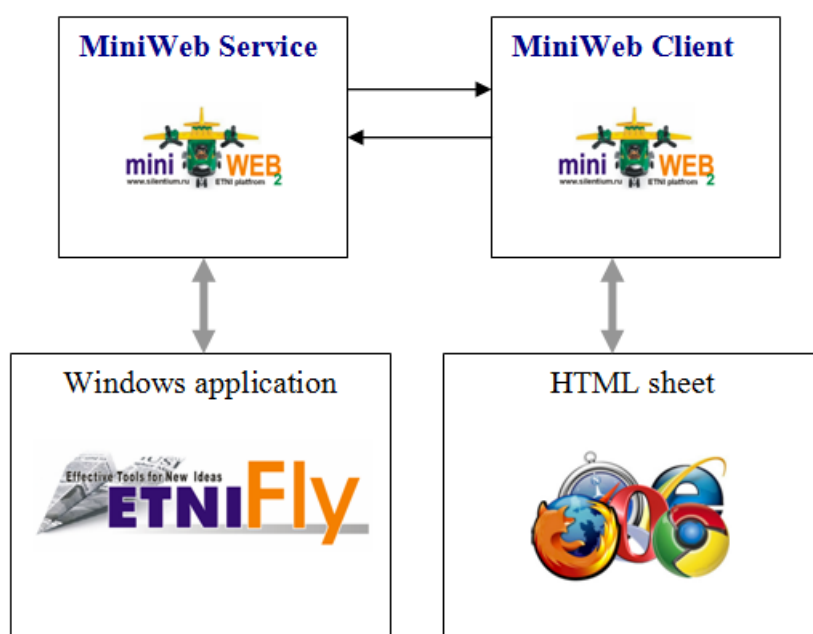 MiniWeb Service
MiniWeb Client
mini WEB 2
www.silentium.ru ETNI platfrom
mini WEB 2
www.silentium.ru ETNI platfrom
Windows application
HTML sheet
Effective Tools for New Ideas
ETNIFly